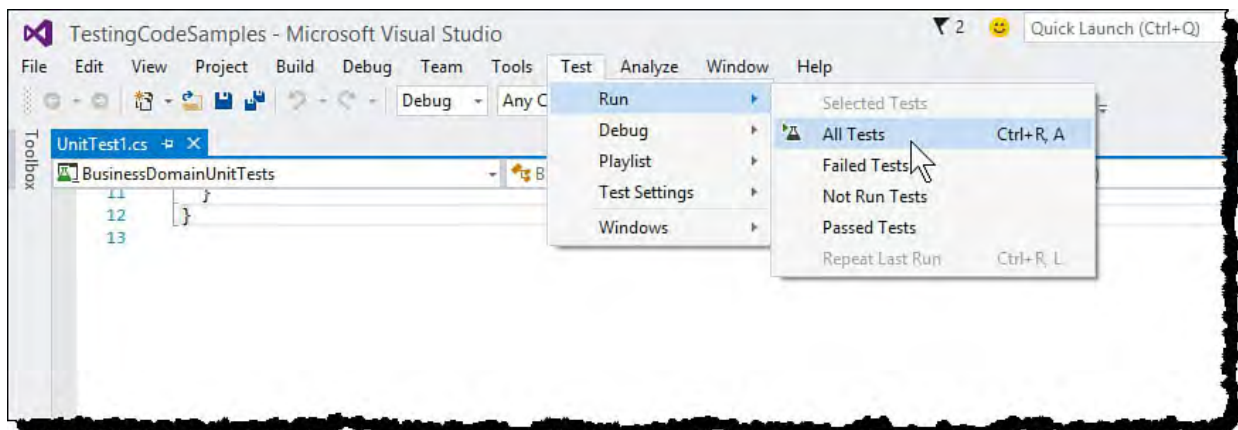 TestingCodeSamples - Microsoft Visual Studio
2
Quick Launch (Ctrl+Q)
File Edit View Project Build Debug Team Tools Test Analyze Window Help
Debug Any C
Run
Debug
Playlist
Test Settings
Windows
Selected Tests
All Tests Ctrl+R, A
Failed Tests
Not Run Tests
Passed Tests
Repeat Last Run Ctrl+R, L
Toolbox
UnitTest1.cs
BusinessDomainUnitTests
B
11 }
12 }
13